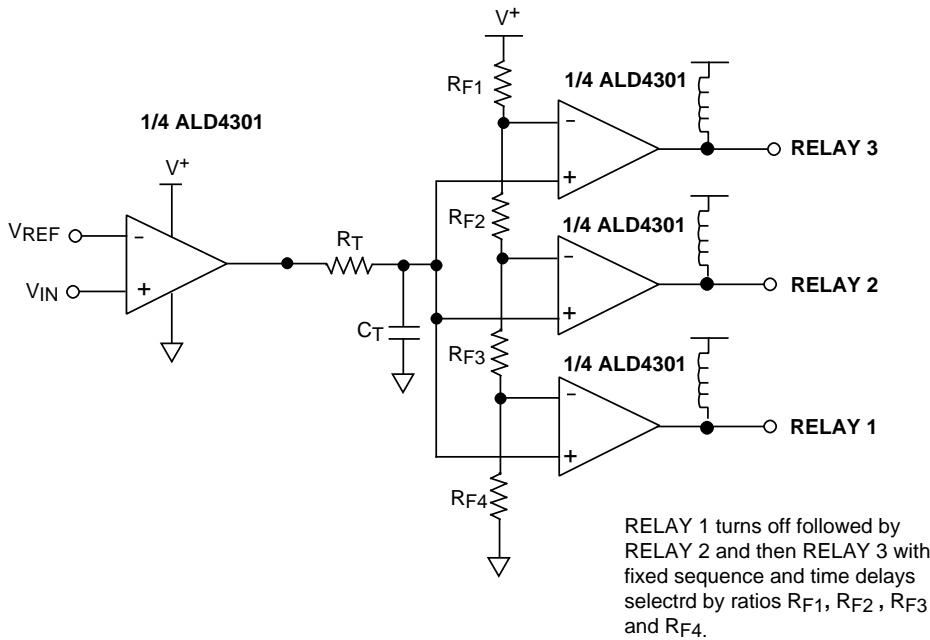 V+
RF1
1/4 ALD4301
1/4 ALD4301
V+
−
RELAY 3
+
1/4 ALD4301
RF2
VREF
−
RT
−
RELAY 2
VIN
+
+
CT
RF3
1/4 ALD4301
−
RELAY 1
+
RF4
RELAY 1 turns off followed by
RELAY 2 and then RELAY 3 with
fixed sequence and time delays
selectrd by ratios RF1, RF2 , RF3
and RF4.